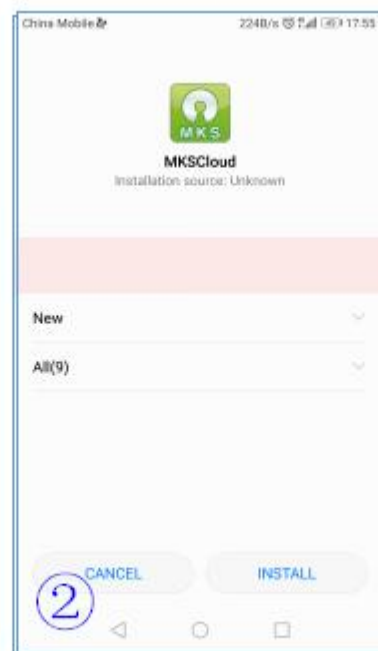 China Mobile 224B/s 17:55
MKS
MKSCloud
Installation source: Unknown
New
All(9)
CANCEL INSTALL
②